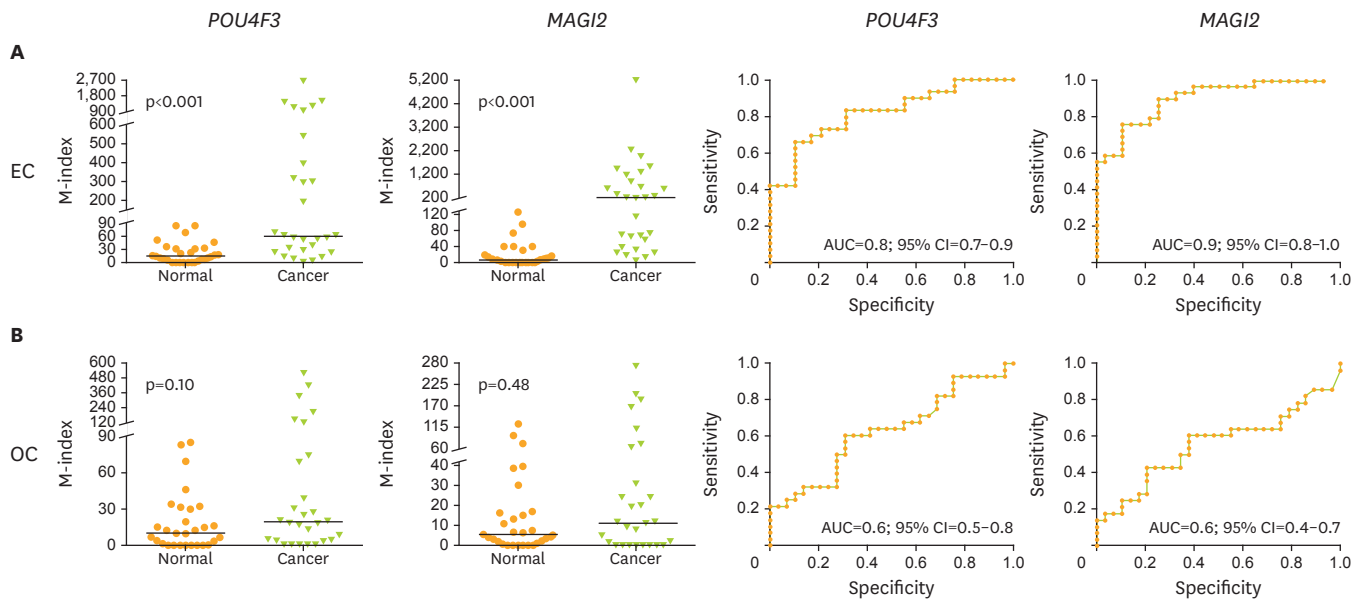 POU4F3
MAGI2
POU4F3
MAGI2
A
EC
M-index
2,700
1,800
900
600
500
400
300
200
90
60
30
0
p<0.001
Normal
Cancer
M-index
5,200
4,200
3,200
2,200
1,200
200
120
80
40
0
p<0.001
Normal
Cancer
Sensitivity
1.0
0.8
0.6
0.4
0.2
0
0.2
0.4
0.6
0.8
1.0
AUC=0.8; 95% CI=0.7–0.9
Specificity
Sensitivity
1.0
0.8
0.6
0.4
0.2
0
0.2
0.4
0.6
0.8
1.0
AUC=0.9; 95% CI=0.8–1.0
Specificity
B
OC
M-index
600
480
360
240
120
90
60
30
0
p=0.10
Normal
Cancer
M-index
280
225
170
115
60
40
30
20
10
0
p=0.48
Normal
Cancer
Sensitivity
1.0
0.8
0.6
0.4
0.2
0
0.2
0.4
0.6
0.8
1.0
AUC=0.6; 95% CI=0.5–0.8
Specificity
Sensitivity
1.0
0.8
0.6
0.4
0.2
0
0.2
0.4
0.6
0.8
1.0
AUC=0.6; 95% CI=0.4–0.7
Specificity